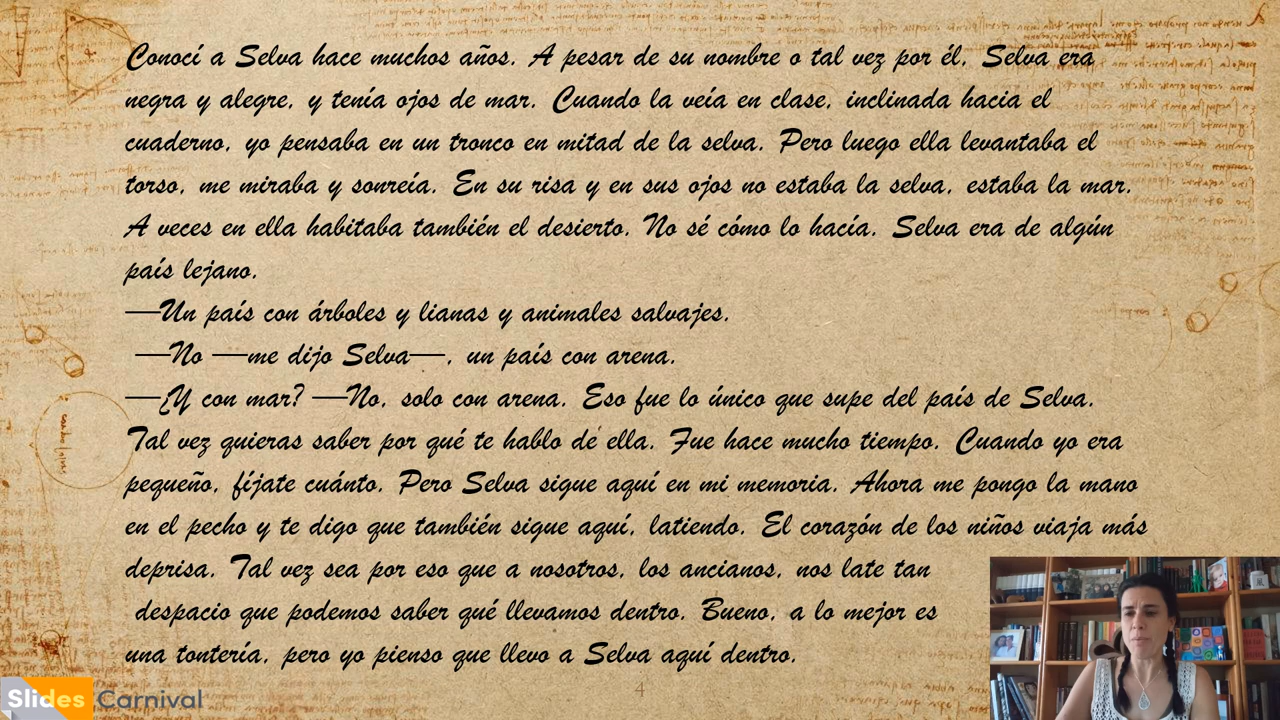 Conocí a Selva hace muchos años. A pesar de su nombre o tal vez por él, Selva era
negra y alegre, y tenía ojos de mar. Cuando la veía en clase, inclinada hacia el
cuaderno, yo pensaba en un tronco en mitad de la selva. Pero luego ella levantaba el
torso, me miraba y sonreía. En su risa y en sus ojos no estaba la selva, estaba la mar.
A veces en ella habitaba también el desierto. No sé cómo lo hacía. Selva era de algún
país lejano.
—Un país con árboles y lianas y animales salvajes.
—No —me dijo Selva—, un país con arena.
—¿Y con mar? —No, solo con arena. Eso fue lo único que supe del país de Selva.
Tal vez quieras saber por qué te hablo de ella. Fue hace mucho tiempo. Cuando yo era
pequeño, fíjate cuánto. Pero Selva sigue aquí en mi memoria. Ahora me pongo la mano
en el pecho y te digo que también sigue aquí, latiendo. El corazón de los niños viaja más
deprisa. Tal vez sea por eso que a nosotros, los ancianos, nos late tan
despacio que podemos saber qué llevamos dentro. Bueno, a lo mejor es
una tontería, pero yo pienso que llevo a Selva aquí dentro.
4
SlidesCarnival